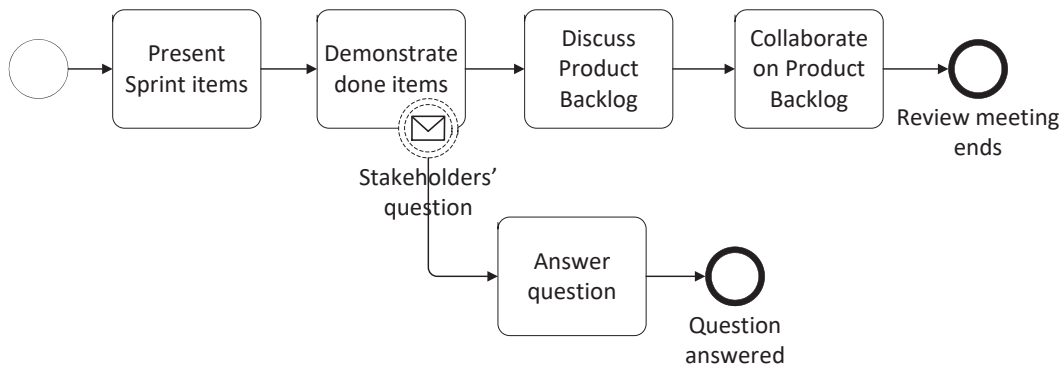 Present
Sprint items
Demonstrate
done items
Discuss
Product
Backlog
Collaborate
on Product
Backlog
Review meeting
ends
Stakeholders’
question
Answer
question
Question
answered